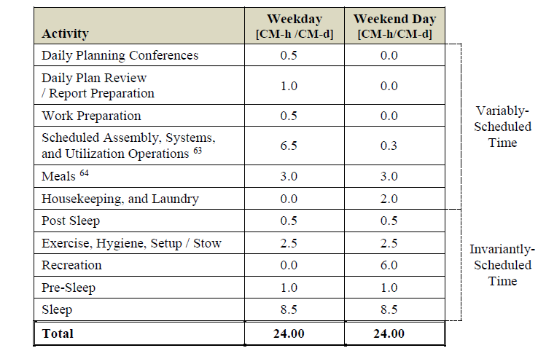 Weekday Weekend Day
Activity [CM-h /CM-d] [CM-h/CM-d]
Daily Planning Conferences 0.5 0.0
Daily Plan Review
/ Report Preparation 1.0 0.0
Work Preparation 0.5 0.0
Scheduled Assembly, Systems,
and Utilization Operations 63 6.5 0.3
Meals 64 3.0 3.0
Housekeeping, and Laundry 0.0 2.0
Post Sleep 0.5 0.5
Exercise, Hygiene, Setup / Stow 2.5 2.5
Recreation 0.0 6.0
Pre-Sleep 1.0 1.0
Sleep 8.5 8.5
Total 24.00 24.00
Variably-
Scheduled
Time
Invariantly-
Scheduled
Time